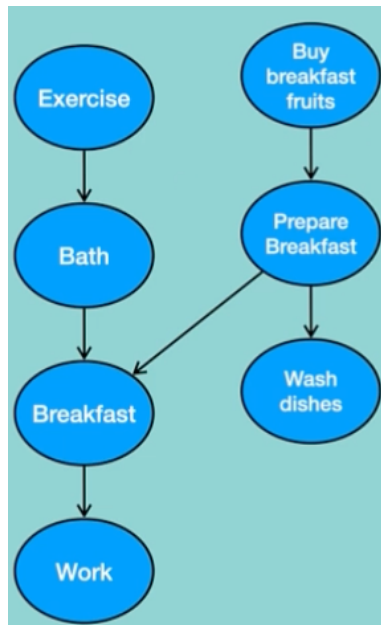 Exercise
Bath
Breakfast
Work
Buy
breakfast
fruits
Prepare
Breakfast
Wash
dishes